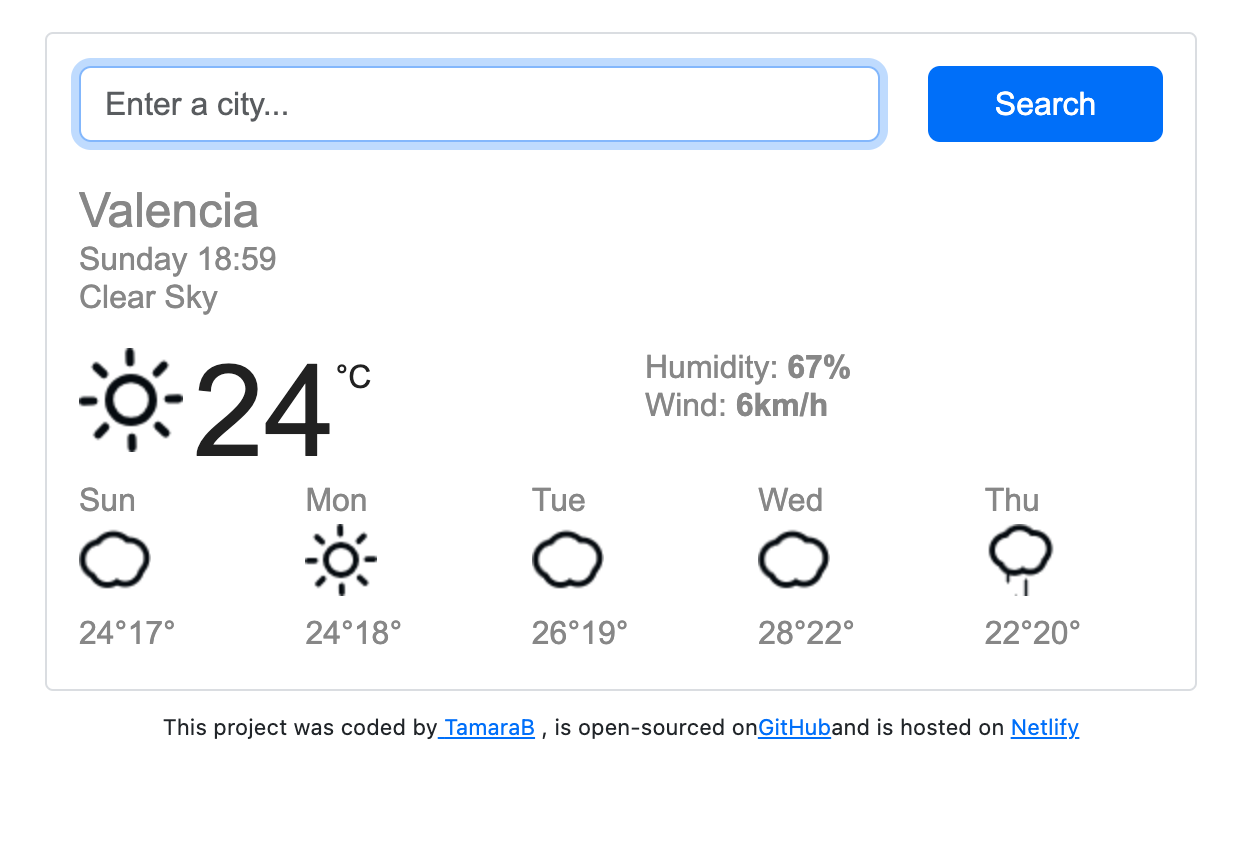 Enter a city...
Search
Valencia
Sunday 18:59
Clear Sky
24 °C
Humidity: 67%
Wind: 6km/h
Sun Mon Tue Wed Thu
24°17° 24°18° 26°19° 28°22° 22°20°
This project was coded by TamaraB , is open-sourced onGitHuband is hosted on Netlify